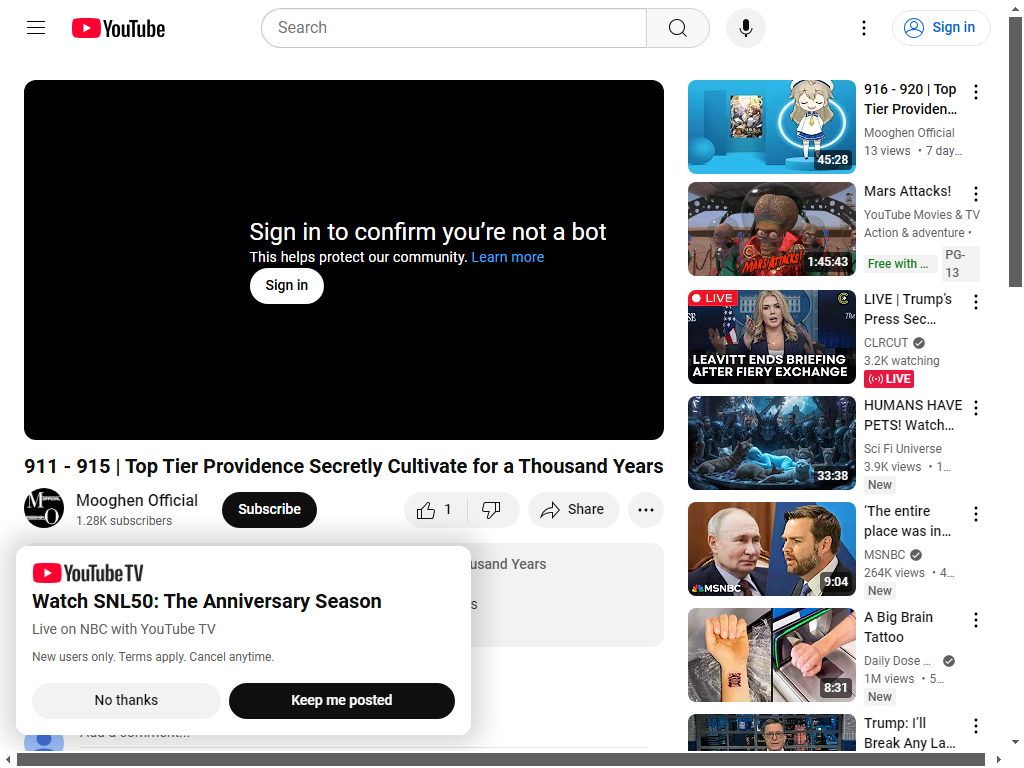 YouTube
Search
Sign in
Sign in to confirm you’re not a bot
This helps protect our community. Learn more
Sign in
911 - 915 | Top Tier Providence Secretly Cultivate for a Thousand Years
Mooghen Official
1.28K subscribers
Subscribe
1
Share
usand Years
s
YouTube TV
Watch SNL50: The Anniversary Season
Live on NBC with YouTube TV
New users only. Terms apply. Cancel anytime.
No thanks
Keep me posted
Add a comment...
45:28
916 - 920 | Top
Tier Providen...
Mooghen Official
13 views • 7 day...
MARS ATTACKS!
1:45:43
Mars Attacks!
YouTube Movies & TV
Action & adventure •
Free with ...
PG-
13
LIVE
LEAVITT ENDS BRIEFING
AFTER FIERY EXCHANGE
LIVE | Trump’s
Press Sec...
CLRCUT
3.2K watching
LIVE
33:38
HUMANS HAVE
PETS! Watch...
Sci Fi Universe
3.9K views • 1...
New
MSNBC
9:04
‘The entire
place was in...
MSNBC
264K views • 4...
New
8:31
A Big Brain
Tattoo
Daily Dose ...
1M views • 5...
New
Trump: I’ll
Break Any La...